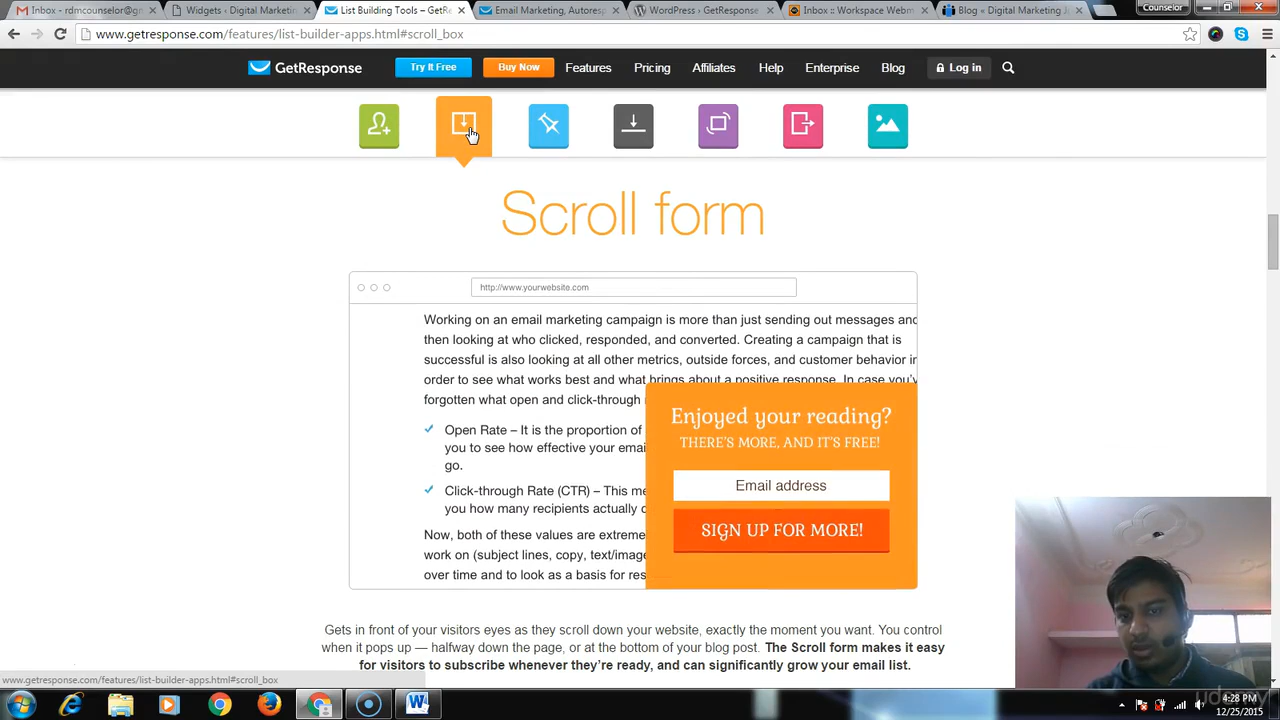 Inbox - rdmcounselor@gm
Widgets ‹ Digital Marketin
List Building Tools – GetRe
Email Marketing, Autoresp
WordPress ‹ GetResponse
Inbox :: Workspace Webm
Blog « Digital Marketing J
Counselor
www.getresponse.com/features/list-builder-apps.html#scroll_box
GetResponse
Try It Free
Buy Now
Features
Pricing
Affiliates
Help
Enterprise
Blog
Log in
Scroll form
http://www.yourwebsite.com
Working on an email marketing campaign is more than just sending out messages and
then looking at who clicked, responded, and converted. Creating a campaign that is
successful is also looking at all other metrics, outside forces, and customer behavior in
order to see what works best and what brings about a positive response. In case you'v
forgotten what open and click-through
Open Rate – It is the proportion of
you to see how effective your emai
go.
Click-through Rate (CTR) – This me
you how many recipients actually c
Now, both of these values are extreme
work on (subject lines, copy, text/image
over time and to look as a basis for res
Enjoyed your reading?
THERE'S MORE, AND IT'S FREE!
Email address
SIGN UP FOR MORE!
Gets in front of your visitors eyes as they scroll down your website, exactly the moment you want. You control
when it pops up — halfway down the page, or at the bottom of your blog post. The Scroll form makes it easy
for visitors to subscribe whenever they're ready, and can significantly grow your email list.
www.getresponse.com/features/list-builder-apps.html#scroll_box
udemy
4:28 PM
12/25/2015